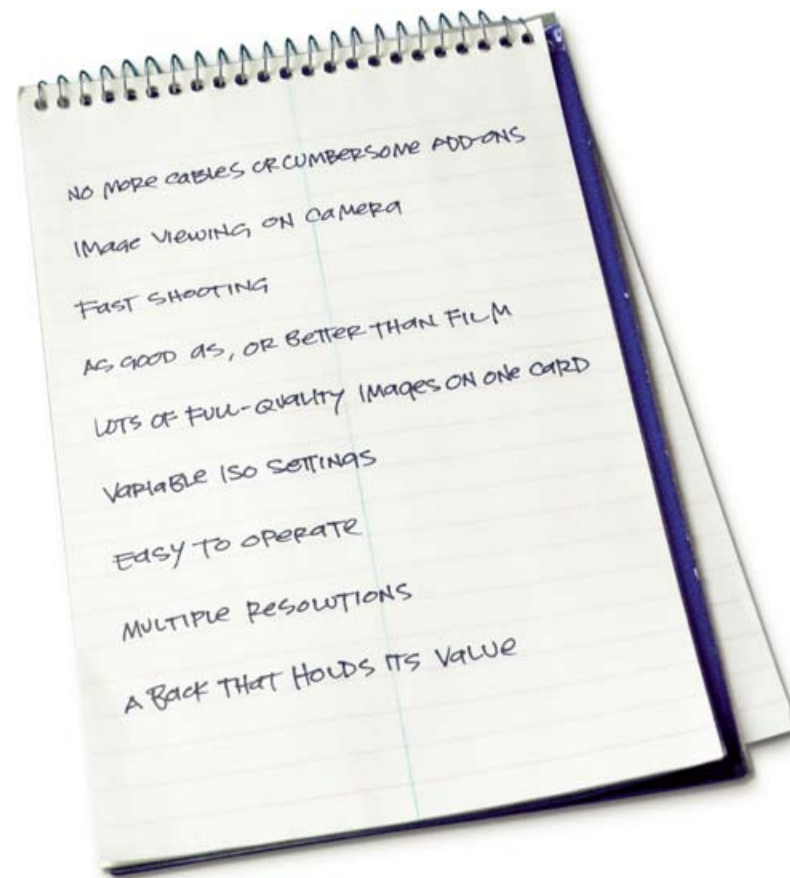 NO MORE CABLES OR CUMBERSOME ADD-ONS
IMAGE VIEWING ON CAMERA
FAST SHOOTING
AS GOOD AS, OR BETTER THAN FILM
LOTS OF FULL-QUALITY IMAGES ON ONE CARD
VARIABLE ISO SETTINGS
EASY TO OPERATE
MULTIPLE RESOLUTIONS
A BACK THAT HOLDS ITS VALUE